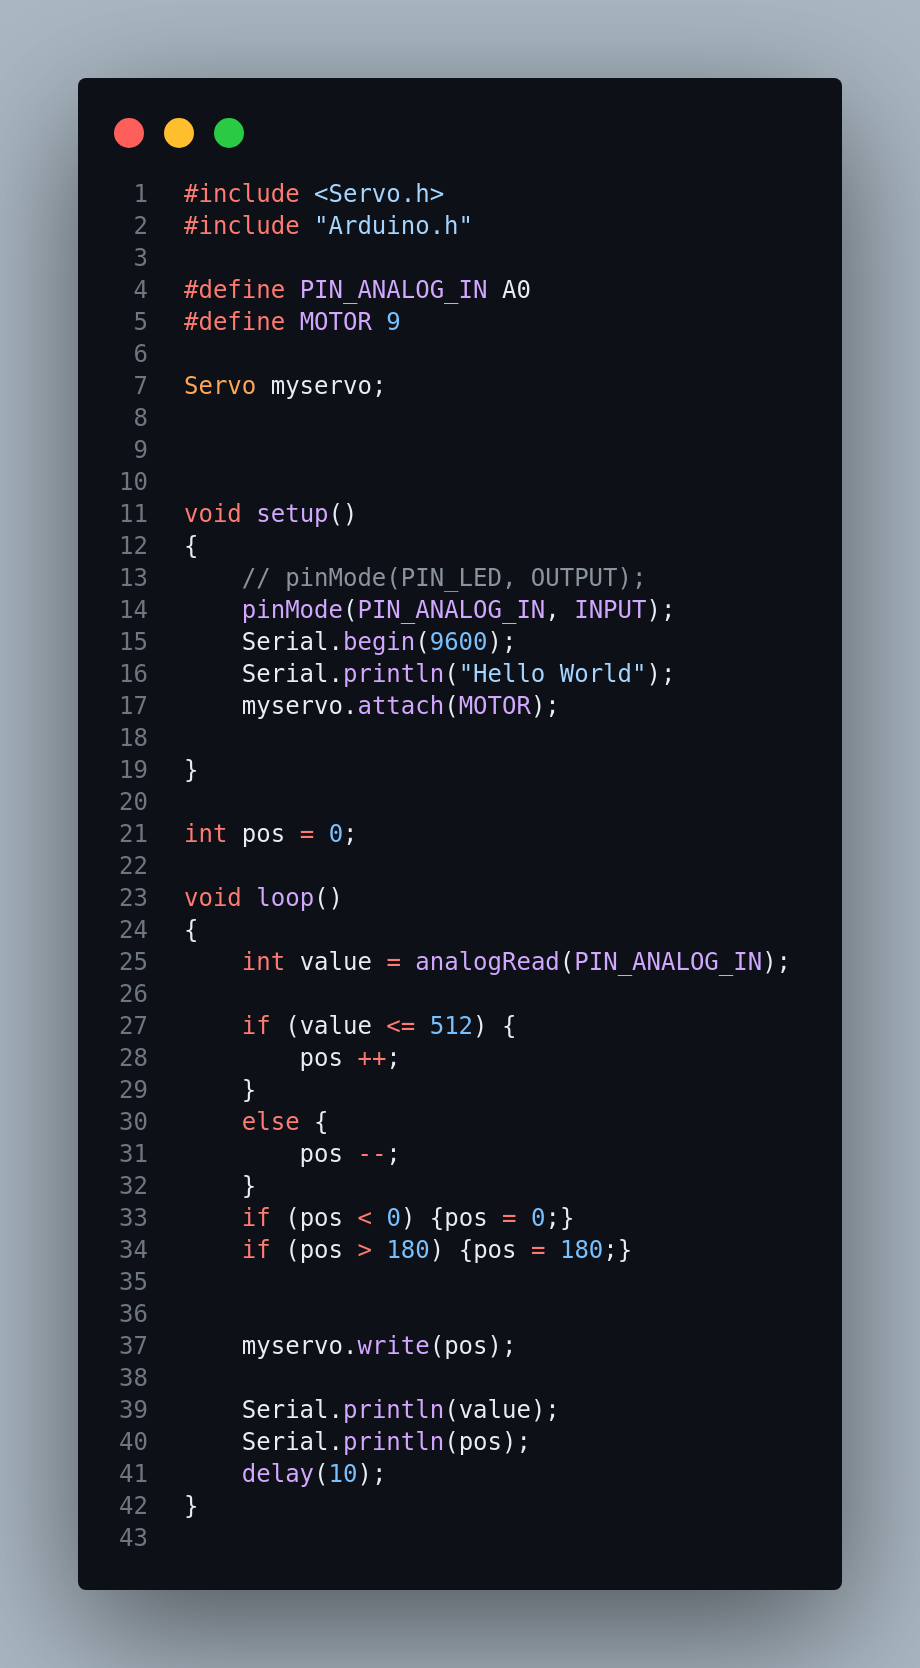 1 #include <Servo.h>
2 #include "Arduino.h"
3
4 #define PIN_ANALOG_IN A0
5 #define MOTOR 9
6
7 Servo myservo;
8
9
10
11 void setup()
12 {
13     // pinMode(PIN_LED, OUTPUT);
14     pinMode(PIN_ANALOG_IN, INPUT);
15     Serial.begin(9600);
16     Serial.println("Hello World");
17     myservo.attach(MOTOR);
18
19 }
20
21 int pos = 0;
22
23 void loop()
24 {
25     int value = analogRead(PIN_ANALOG_IN);
26
27     if (value <= 512) {
28         pos ++;
29     }
30     else {
31         pos --;
32     }
33     if (pos < 0) {pos = 0;}
34     if (pos > 180) {pos = 180;}
35
36
37     myservo.write(pos);
38
39     Serial.println(value);
40     Serial.println(pos);
41     delay(10);
42 }
43